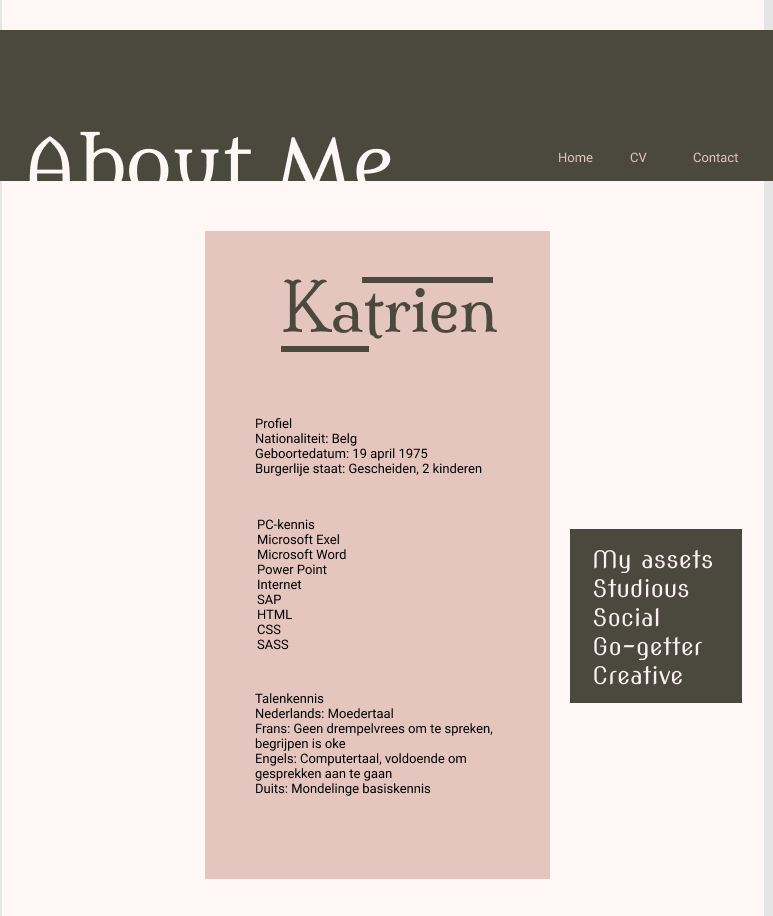 About Me
Home CV Contact
Katrien
Profiel
Nationaliteit: Belg
Geboortedatum: 19 april 1975
Burgerlije staat: Gescheiden, 2 kinderen
PC-kennis
Microsoft Exel
Microsoft Word
Power Point
Internet
SAP
HTML
CSS
SASS
Talenkennis
Nederlands: Moedertaal
Frans: Geen drempelvrees om te spreken,
begrijpen is oke
Engels: Computertaal, voldoende om
gesprekken aan te gaan
Duits: Mondelinge basiskennis
My assets
Studious
Social
Go-getter
Creative